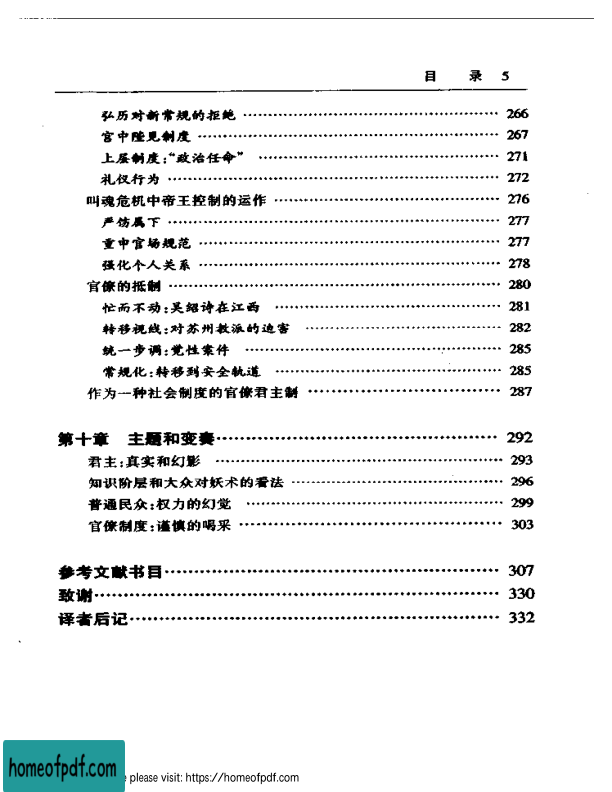 目 录 5
弘历对新常规的拒绝 266
宫中陛见制度 267
上层制度:“政治任命” 271
礼仪行为 272
叫魂危机中帝王控制的运作 276
严饬属下 277
重申官场规范 277
强化个人关系 278
官僚的抵制 280
忙而不动:吴绍诗在江西 281
转移视线:对苏州教派的迫害 282
统一步调:觉性案件 285
常规化:转移到安全轨道 285
作为一种社会制度的官僚君主制 287
第十章 主题和变奏 292
君主:真实和幻影 293
知识阶层和大众对妖术的看法 296
普通民众:权力的幻觉 299
官僚制度:谨慎的喝采 303
参考文献书目 307
致谢 330
译者后记 332
homeofpdf.com
please visit: https://homeofpdf.com